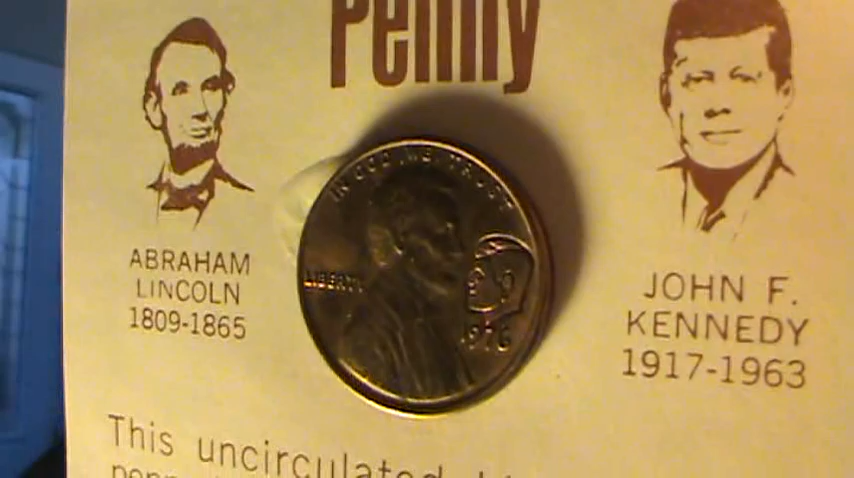 Penny
IN GOD WE TRUST
LIBERTY
1976
ABRAHAM
LINCOLN
1809-1865
JOHN F.
KENNEDY
1917-1963
This uncirculated